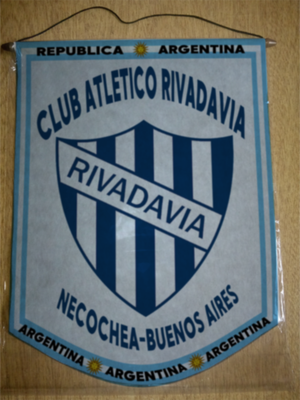 REPUBLICA ARGENTINA
CLUB ATLETICO RIVADAVIA
RIVADAVIA
NECOCHEA-BUENOS AIRES
ARGENTINA ARGENTINA ARGENTINA